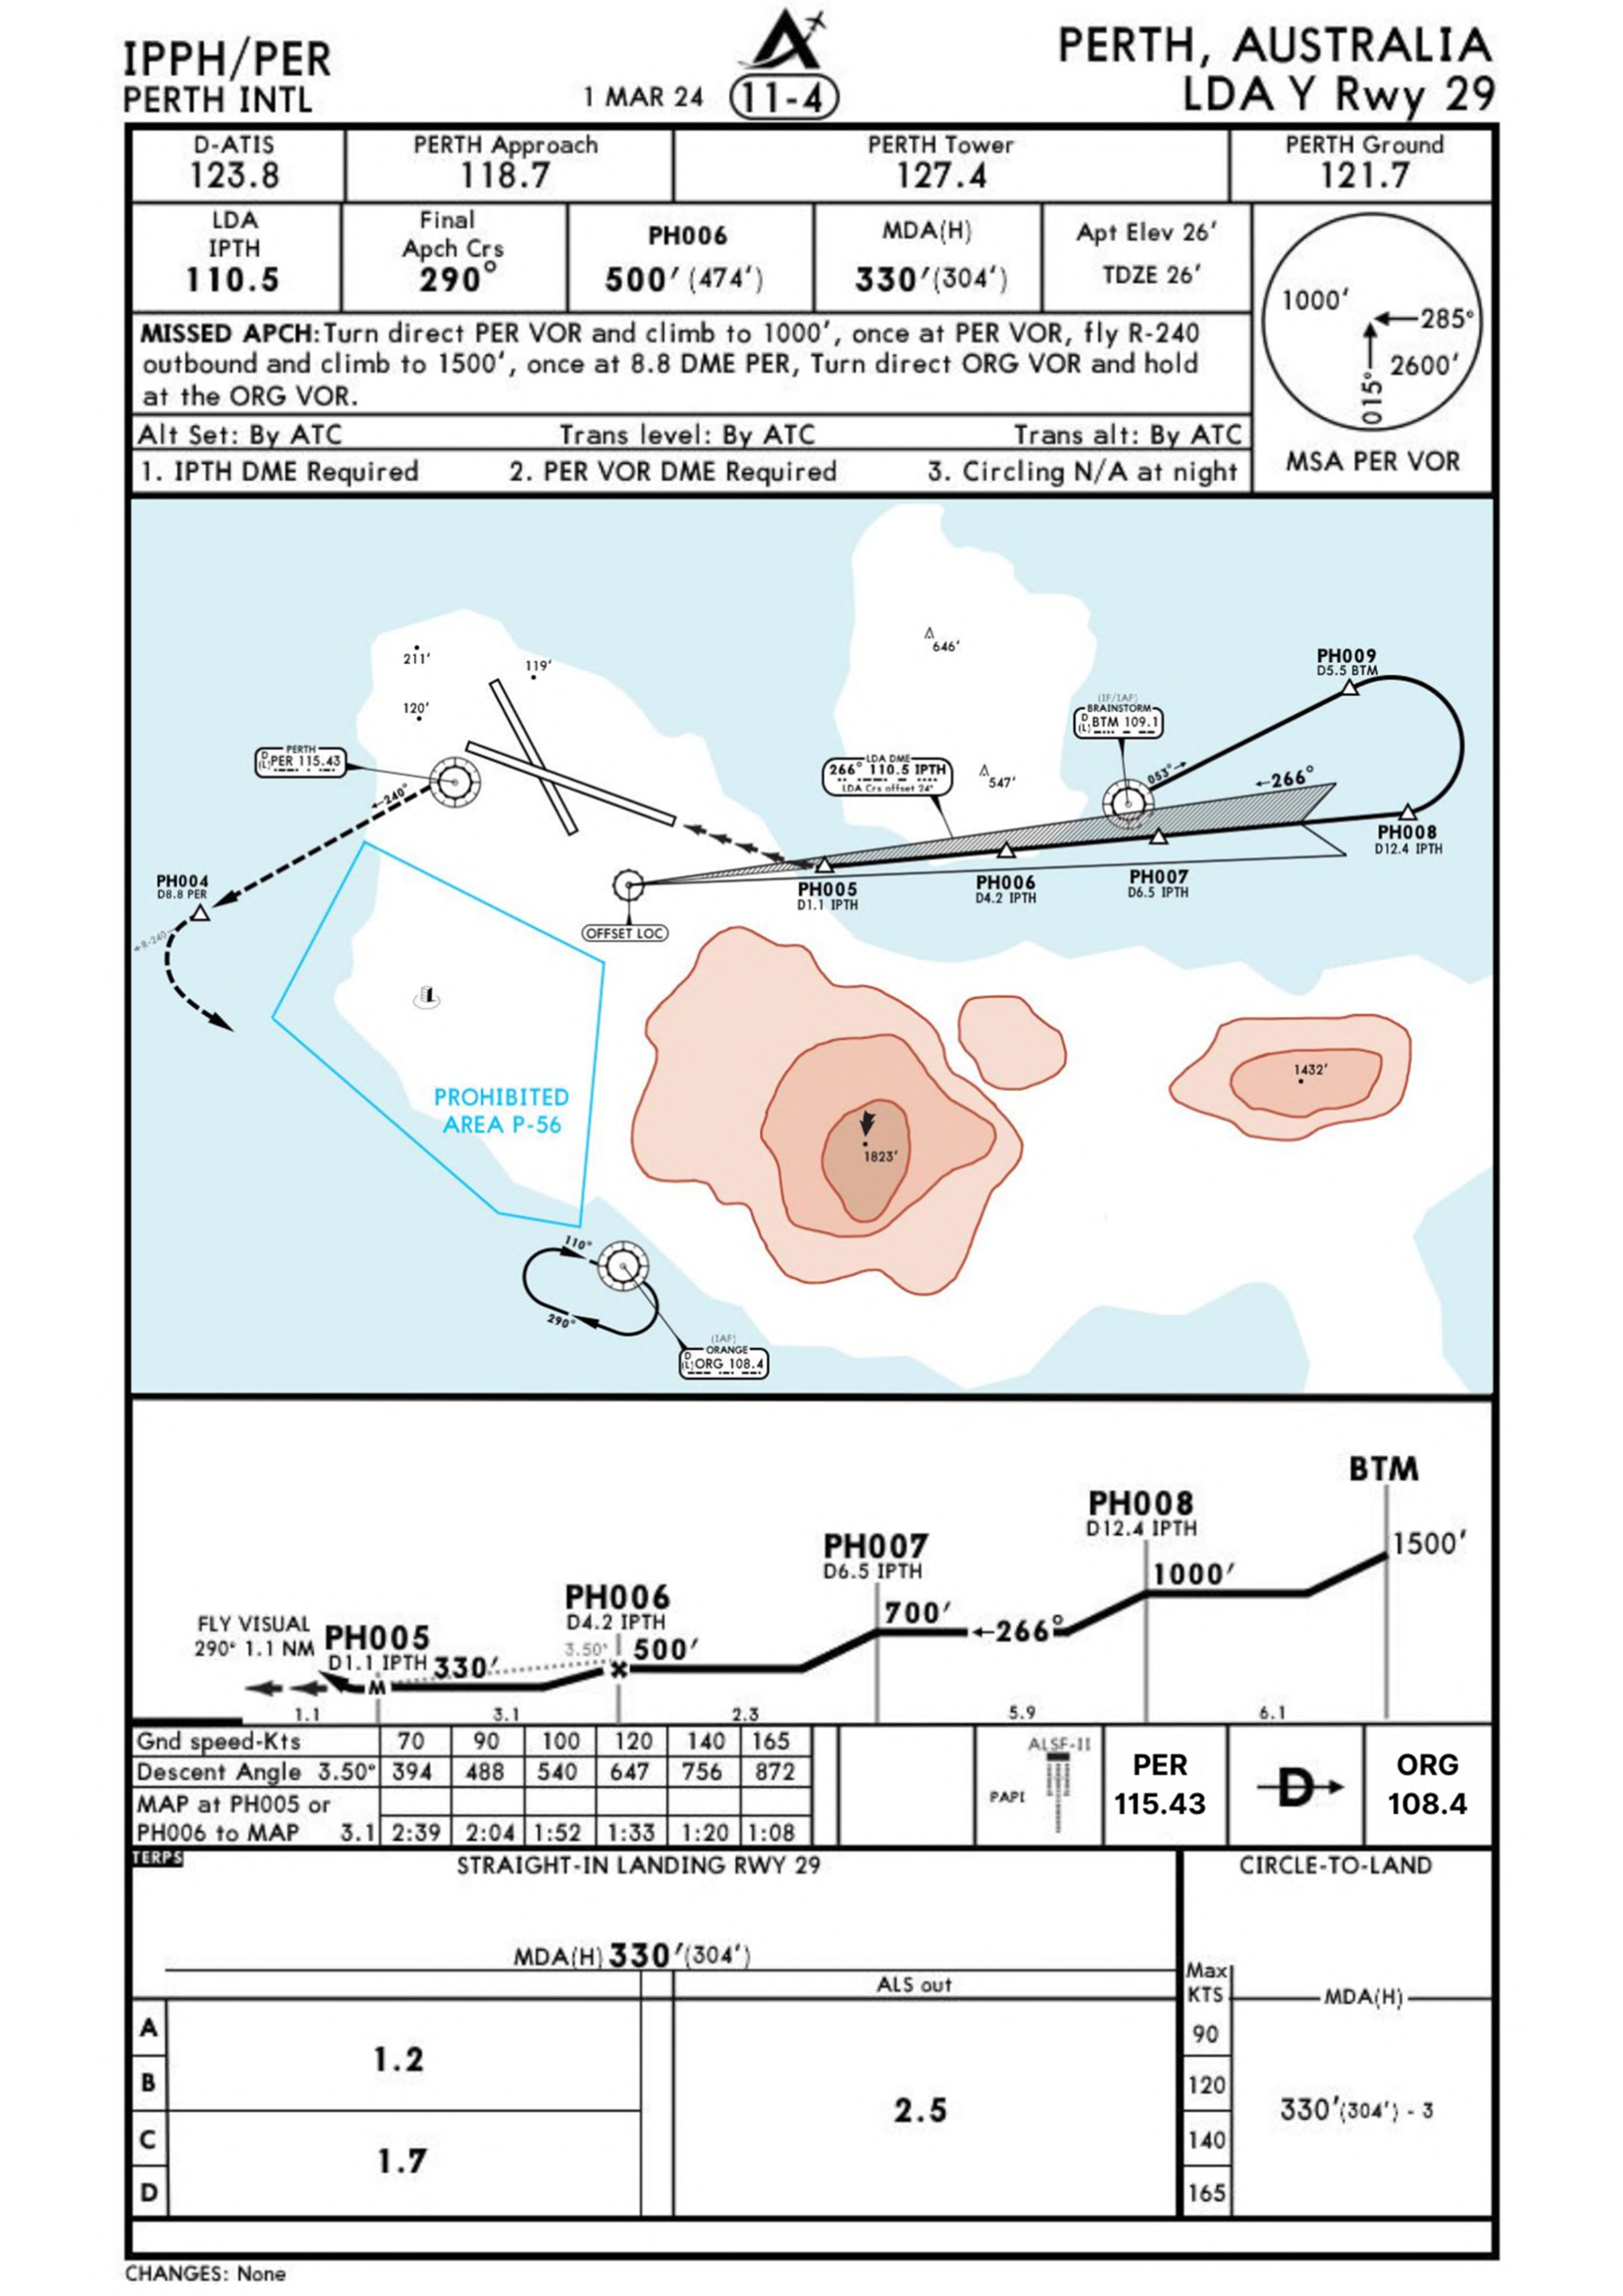 IPPH/PER
PERTH INTL
1 MAR 24
11-4
PERTH, AUSTRALIA
LDA Y Rwy 29
D-ATIS
123.8
PERTH Approach
118.7
PERTH Tower
127.4
PERTH Ground
121.7
LDA
IPTH
110.5
Final
Apch Crs
290°
PH006
500′ (474′)
MDA(H)
330′(304′)
Apt Elev 26′
TDZE 26′
MISSED APCH: Turn direct PER VOR and climb to 1000′, once at PER VOR, fly R-240
outbound and climb to 1500′, once at 8.8 DME PER, Turn direct ORG VOR and hold
at the ORG VOR.
Alt Set: By ATC Trans level: By ATC Trans alt: By ATC
1. IPTH DME Required 2. PER VOR DME Required 3. Circling N/A at night
1000′
285°
2600′
015°
MSA PER VOR
211′
119′
120′
646′
547′
PH009
D5.5 BTM
(IF/IAF)
BRAINSTORM
D
(L) BTM 109.1
053°
PERTH
D
(L) PER 115.43
LDA DME
266° 110.5 IPTH
LDA Crs offset 24°
266°
240°
PH008
D12.4 IPTH
PH004
D8.8 PER
R-240
PH005
D1.1 IPTH
PH006
D4.2 IPTH
PH007
D6.5 IPTH
OFFSET LOC
PROHIBITED
AREA P-56
1432′
1823′
110°
290°
(IAF)
ORANGE
D
(L) ORG 108.4
BTM
1500′
PH008
D12.4 IPTH
1000′
PH007
D6.5 IPTH
700′
266°
PH006
D4.2 IPTH
3.50°
500′
FLY VISUAL
290° 1.1 NM
PH005
D1.1 IPTH
330′
M
1.1 3.1 2.3 5.9 6.1
Gnd speed-Kts 70 90 100 120 140 165
Descent Angle 3.50° 394 488 540 647 756 872
MAP at PH005 or
PH006 to MAP 3.1 2:39 2:04 1:52 1:33 1:20 1:08
ALSF-II
PAPI
PER
115.43
D
ORG
108.4
TERPS
STRAIGHT-IN LANDING RWY 29
CIRCLE-TO-LAND
MDA(H) 330′(304′)
ALS out
Max
KTS
MDA(H)
A
B
C
D
1.2
1.7
2.5
90
120
140
165
330′(304′) - 3
CHANGES: None